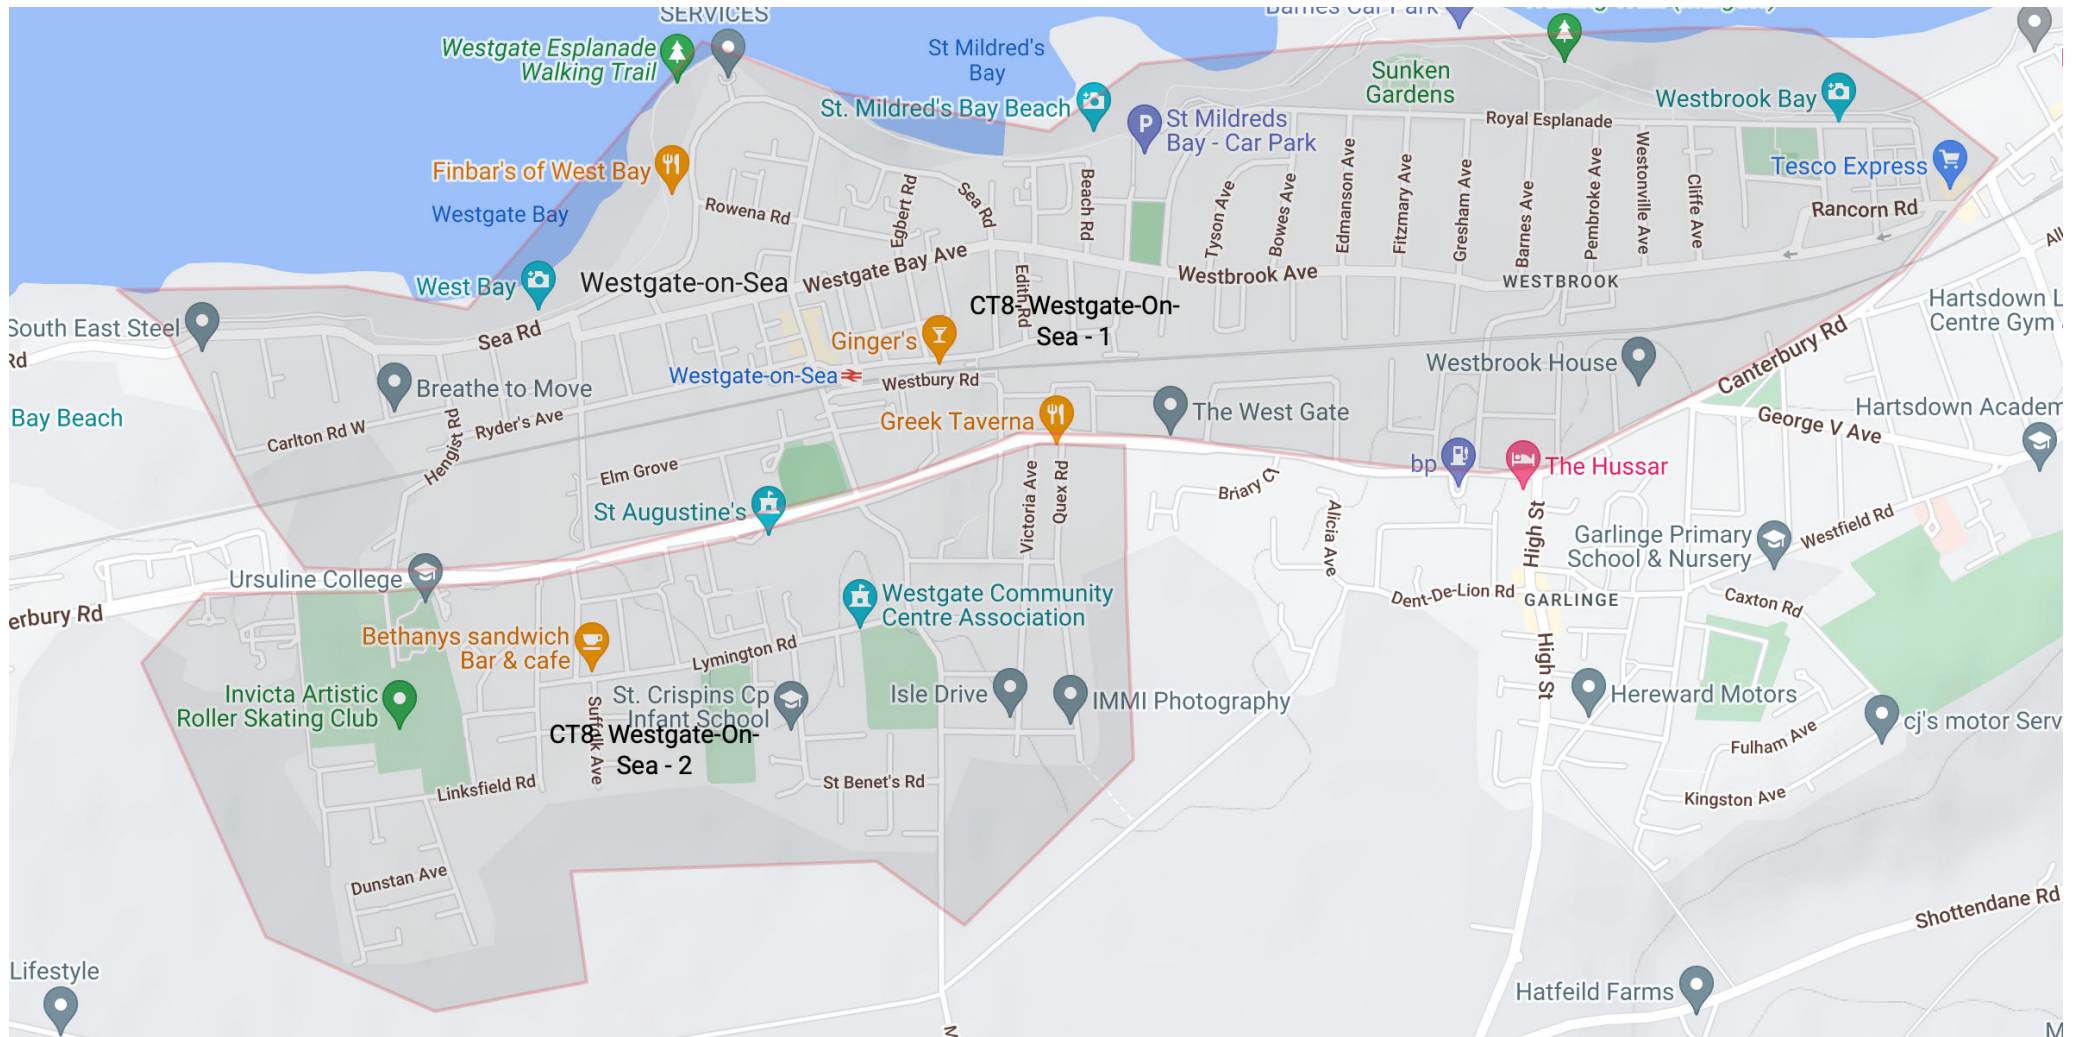 SERVICES
Barnes Car Park
Westgate Esplanade
Walking Trail
St Mildred's
Bay
Sunken
Gardens
St. Mildred's Bay Beach
Westbrook Bay
St Mildreds
Bay - Car Park
Royal Esplanade
Finbar's of West Bay
Tesco Express
Westgate Bay
Rowena Rd
Egbert Rd
Sea Rd
Beach Rd
Tyson Ave
Bowes Ave
Edmanson Ave
Fitzmary Ave
Gresham Ave
Barnes Ave
Pembroke Ave
Westonville Ave
Cliffe Ave
Rancorn Rd
West Bay
Westgate-on-Sea
Westgate Bay Ave
Westbrook Ave
WESTBROOK
Edith Rd
CT8- Westgate-On-
Sea - 1
Hartsdown L
Centre Gym
South East Steel
Rd
Sea Rd
Ginger's
Westgate-on-Sea
Westbury Rd
Westbrook House
Canterbury Rd
Breathe to Move
Bay Beach
Carlton Rd W
Hengist Rd
Ryder's Ave
Greek Taverna
The West Gate
George V Ave
Hartsdown Academ
Elm Grove
bp
The Hussar
Briary Cl
St Augustine's
Victoria Ave
Quex Rd
Alicia Ave
High St
Garlinge Primary
School & Nursery
Westfield Rd
Ursuline College
erbury Rd
Westgate Community
Centre Association
Dent-De-Lion Rd
GARLINGE
Caxton Rd
Bethanys sandwich
Bar & cafe
Lymington Rd
High St
Invicta Artistic
Roller Skating Club
St. Crispins Cp
Infant School
Isle Drive
IMMI Photography
Hereward Motors
cj's motor Serv
Suffolk Ave
CT8- Westgate-On-
Sea - 2
Fulham Ave
Linksfield Rd
St Benet's Rd
Kingston Ave
Dunstan Ave
Shottendane Rd
Lifestyle
Hatfeild Farms
M
M